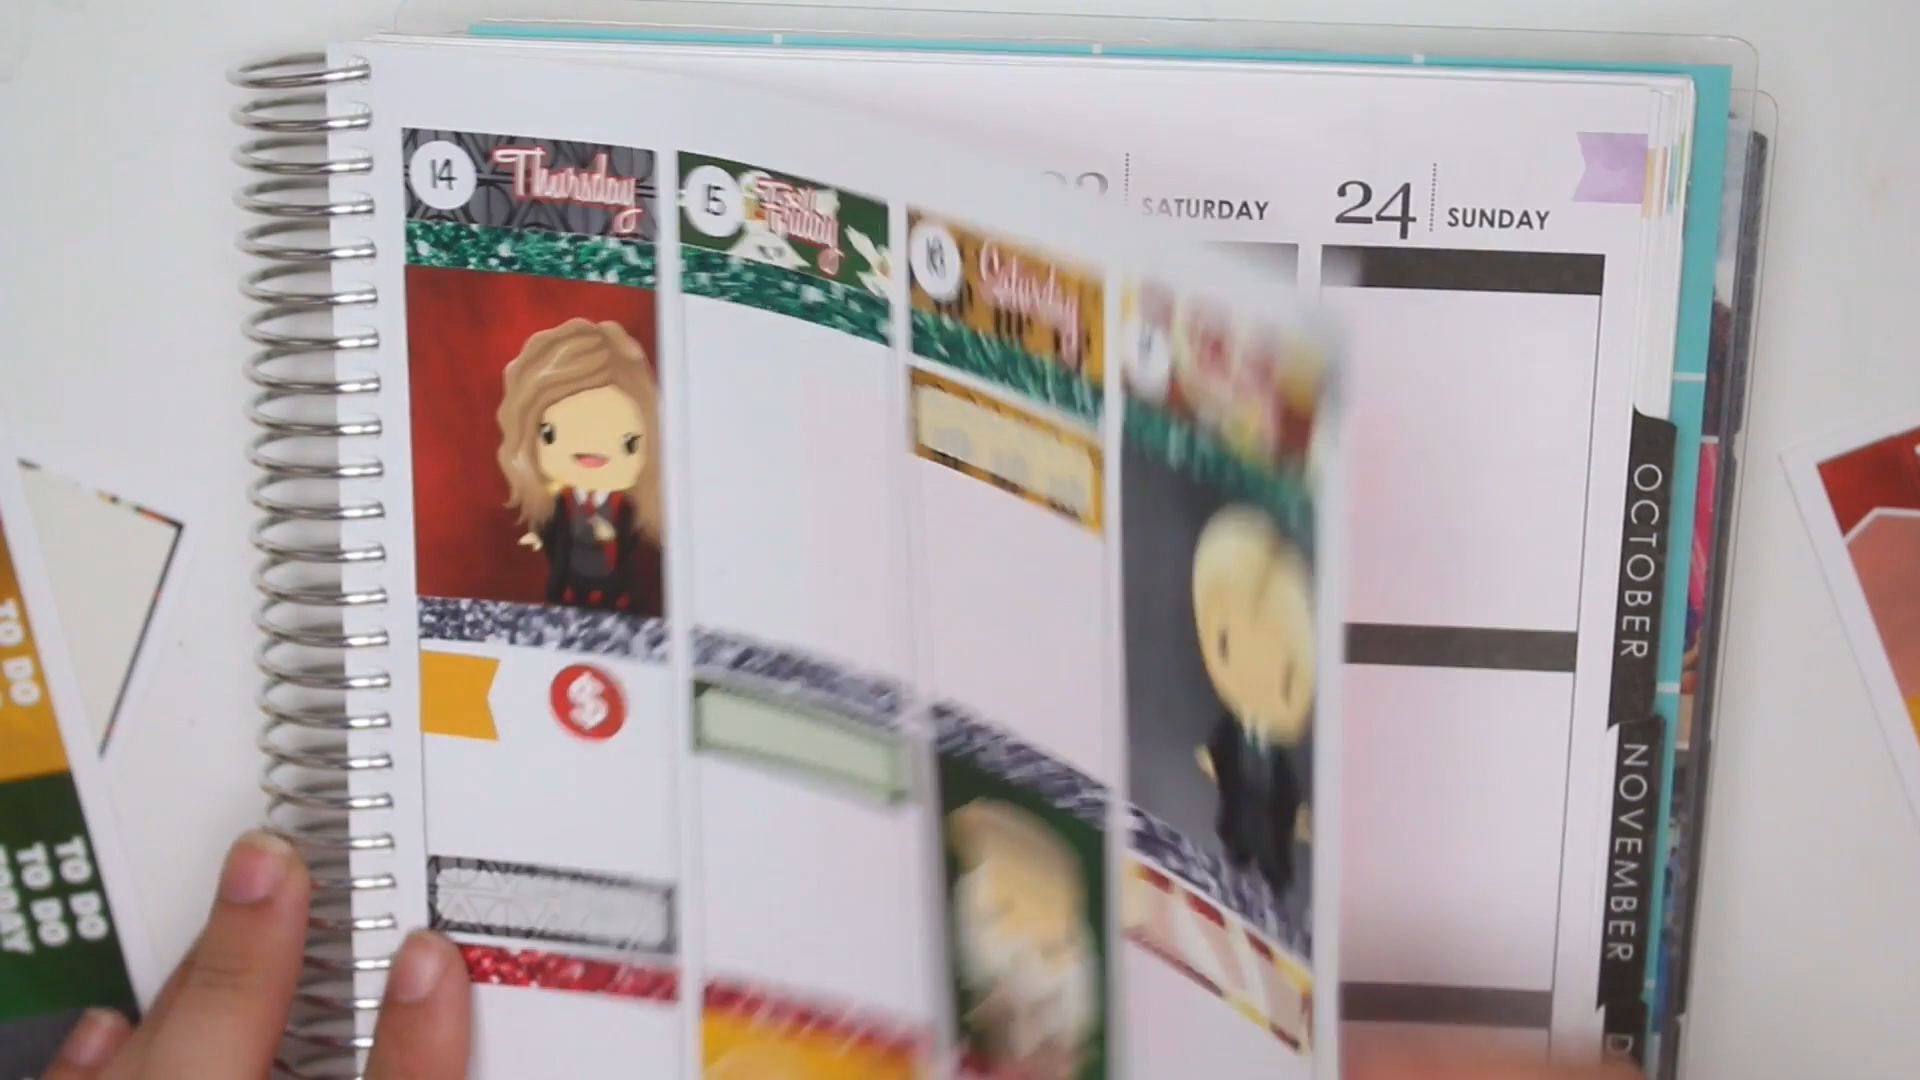 14 Thursday
15 Friday
Saturday
SATURDAY
24 SUNDAY
$
OCTOBER
NOVEMBER
D
TO DO
TO DO
TO DO